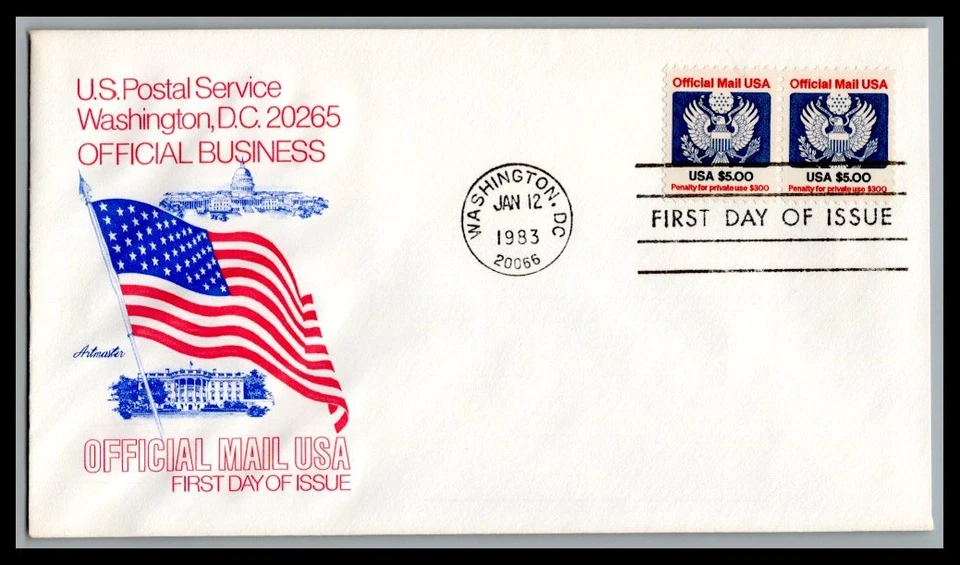 U.S. Postal Service
Washington, D.C. 20265
OFFICIAL BUSINESS
Artmaster
OFFICIAL MAIL USA
FIRST DAY OF ISSUE
WASHINGTON, DC
JAN 12
1983
20066
Official Mail USA
USA $5.00
Penalty for private use $300
Official Mail USA
USA $5.00
Penalty for private use $300
FIRST DAY OF ISSUE